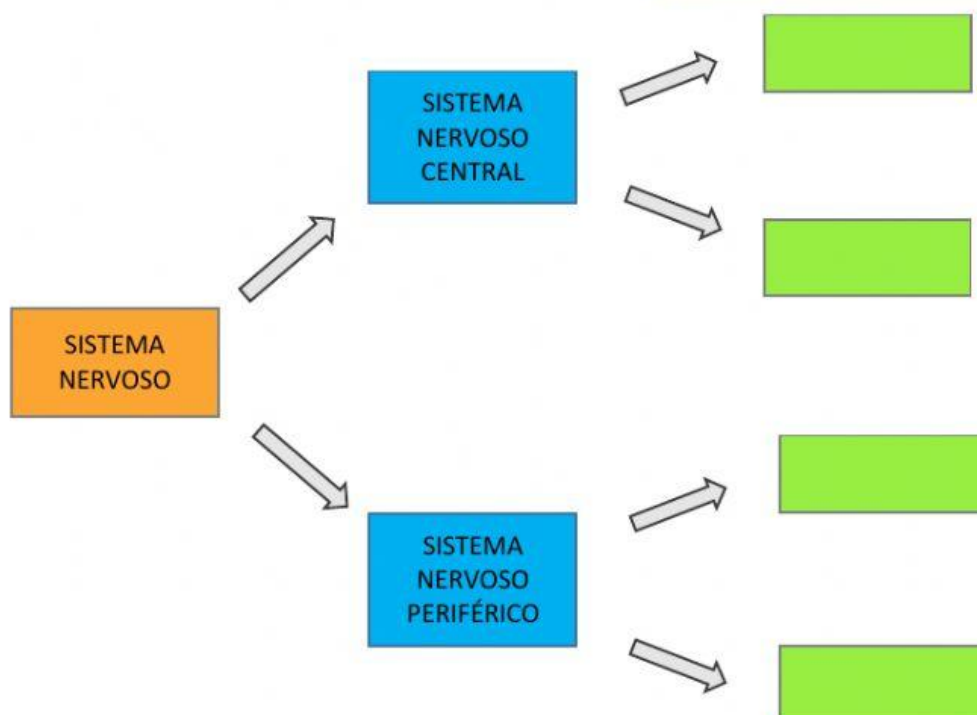 SISTEMA
NERVOSO
CENTRAL
SISTEMA
NERVOSO
SISTEMA
NERVOSO
PERIFÉRICO